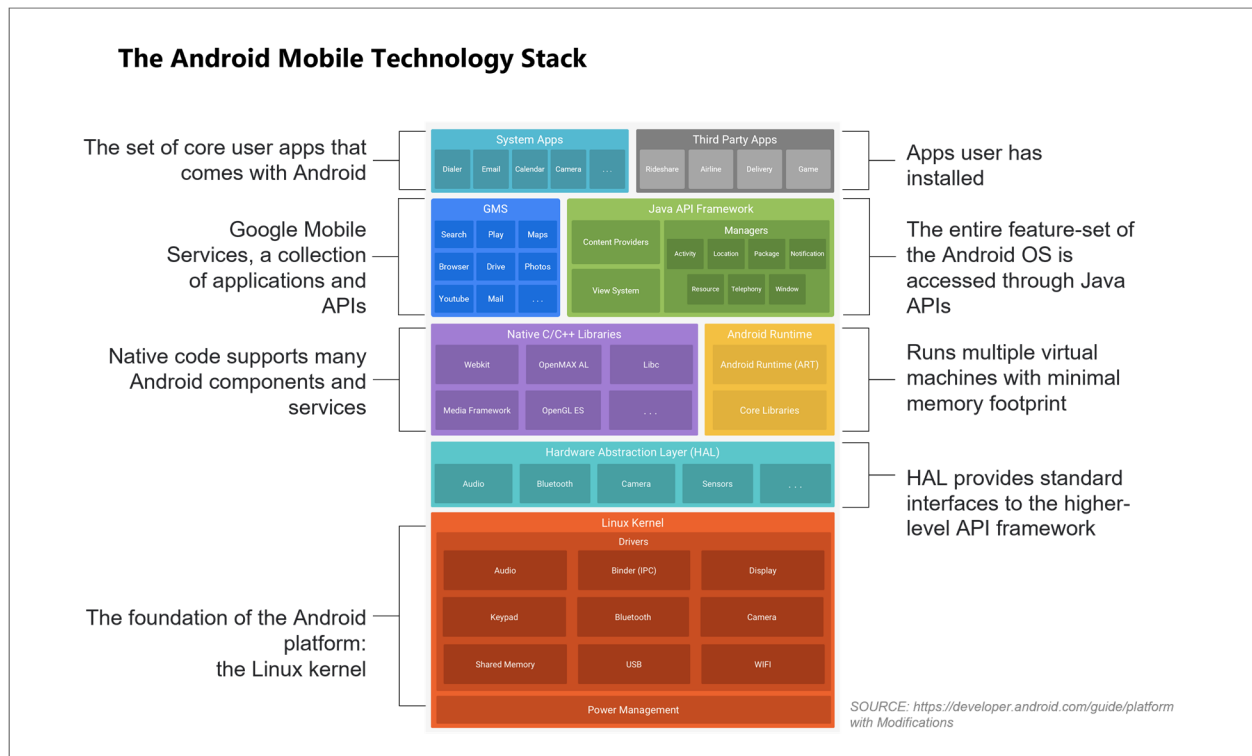 The Android Mobile Technology Stack
The set of core user apps that
comes with Android
System Apps
Dialer
Email
Calendar
Camera
. . .
Third Party Apps
Rideshare
Airline
Delivery
Game
Apps user has
installed
Google Mobile
Services, a collection
of applications and
APIs
GMS
Search
Play
Maps
Browser
Drive
Photos
Youtube
Mail
. . .
Java API Framework
Content Providers
View System
Managers
Activity
Location
Package
Notification
Resource
Telephony
Window
The entire feature-set of
the Android OS is
accessed through Java
APIs
Native code supports many
Android components and
services
Native C/C++ Libraries
Webkit
OpenMAX AL
Libc
Media Framework
OpenGL ES
. . .
Android Runtime
Android Runtime (ART)
Core Libraries
Runs multiple virtual
machines with minimal
memory footprint
Hardware Abstraction Layer (HAL)
Audio
Bluetooth
Camera
Sensors
. . .
HAL provides standard
interfaces to the higher-
level API framework
The foundation of the Android
platform:
the Linux kernel
Linux Kernel
Drivers
Audio
Binder (IPC)
Display
Keypad
Bluetooth
Camera
Shared Memory
USB
WIFI
Power Management
SOURCE: https://developer.android.com/guide/platform
with Modifications